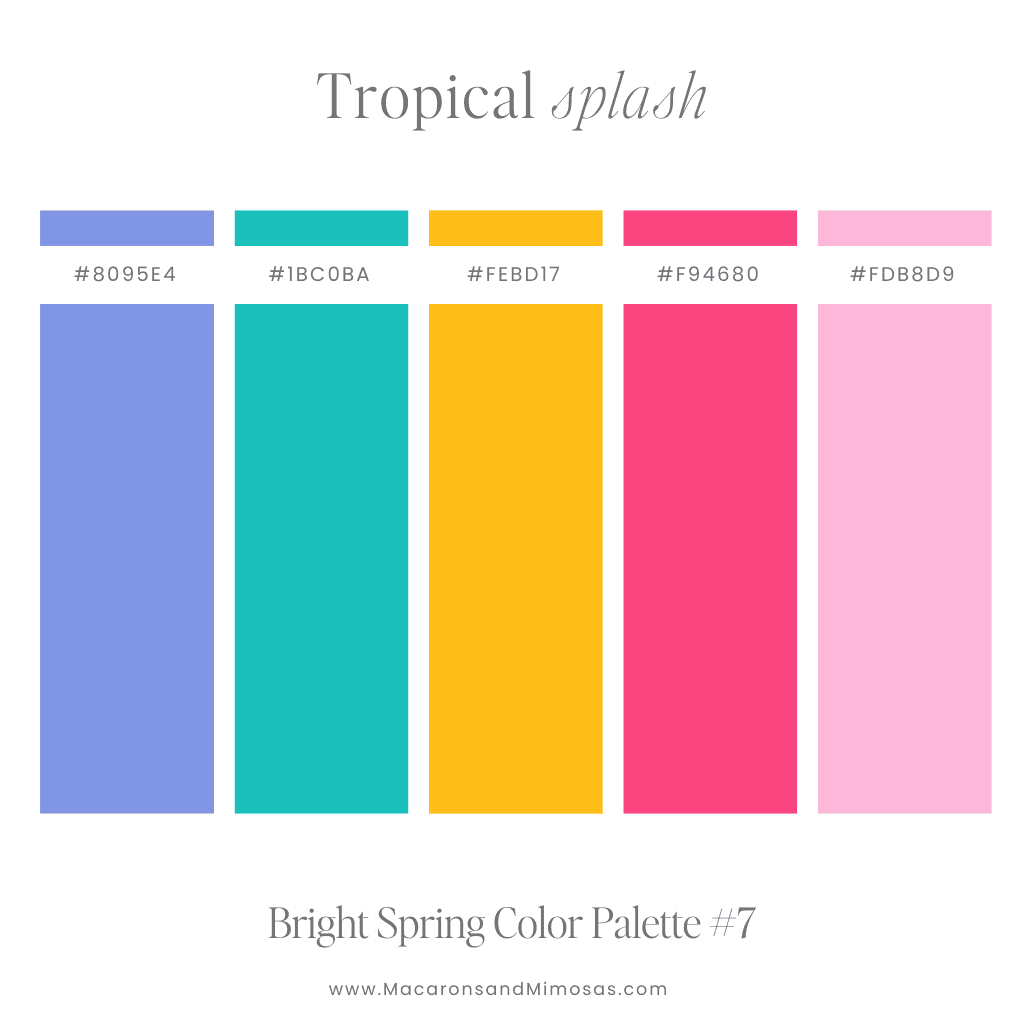 Tropical splash
#8095E4 #1BC0BA #FEBD17 #F94680 #FDB8D9
Bright Spring Color Palette #7
www.MacaronsandMimosas.com